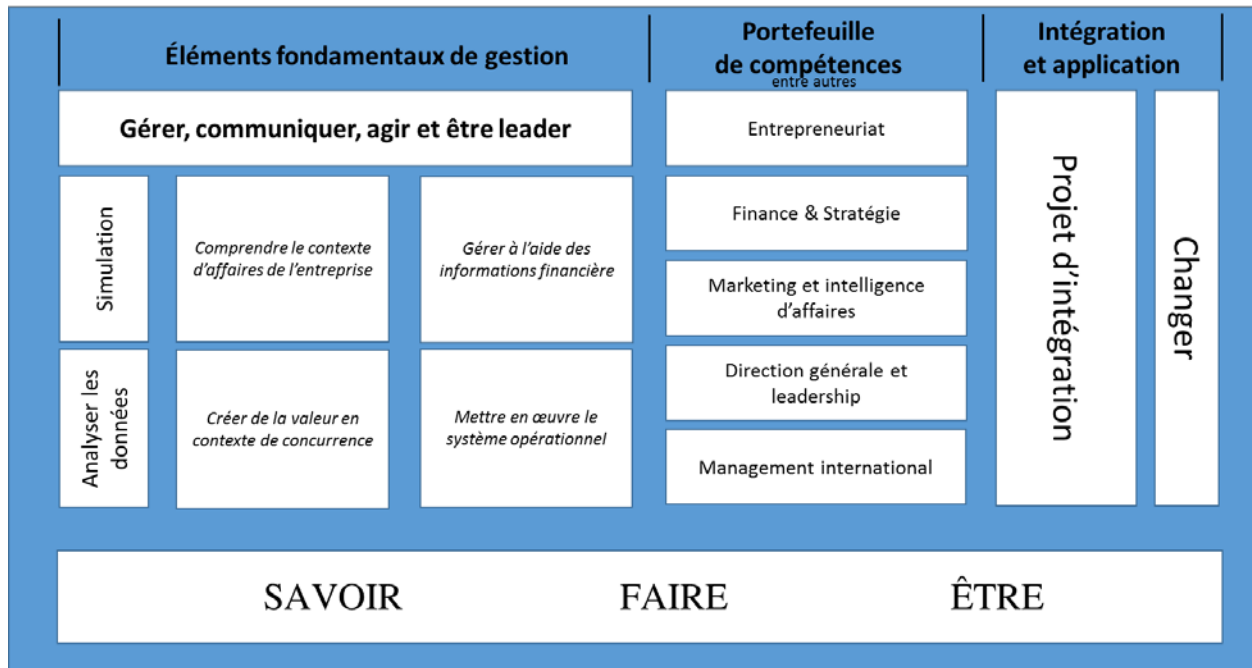 Éléments fondamentaux de gestion
Portefeuille
de compétences
entre autres
Intégration
et application
Gérer, communiquer, agir et être leader
Simulation
Comprendre le contexte
d'affaires de l'entreprise
Gérer à l'aide des
informations financière
Analyser les
données
Créer de la valeur en
contexte de concurrence
Mettre en œuvre le
système opérationnel
Entrepreneuriat
Finance & Stratégie
Marketing et intelligence
d'affaires
Direction générale et
leadership
Management international
Projet d'intégration
Changer
SAVOIR FAIRE ÊTRE